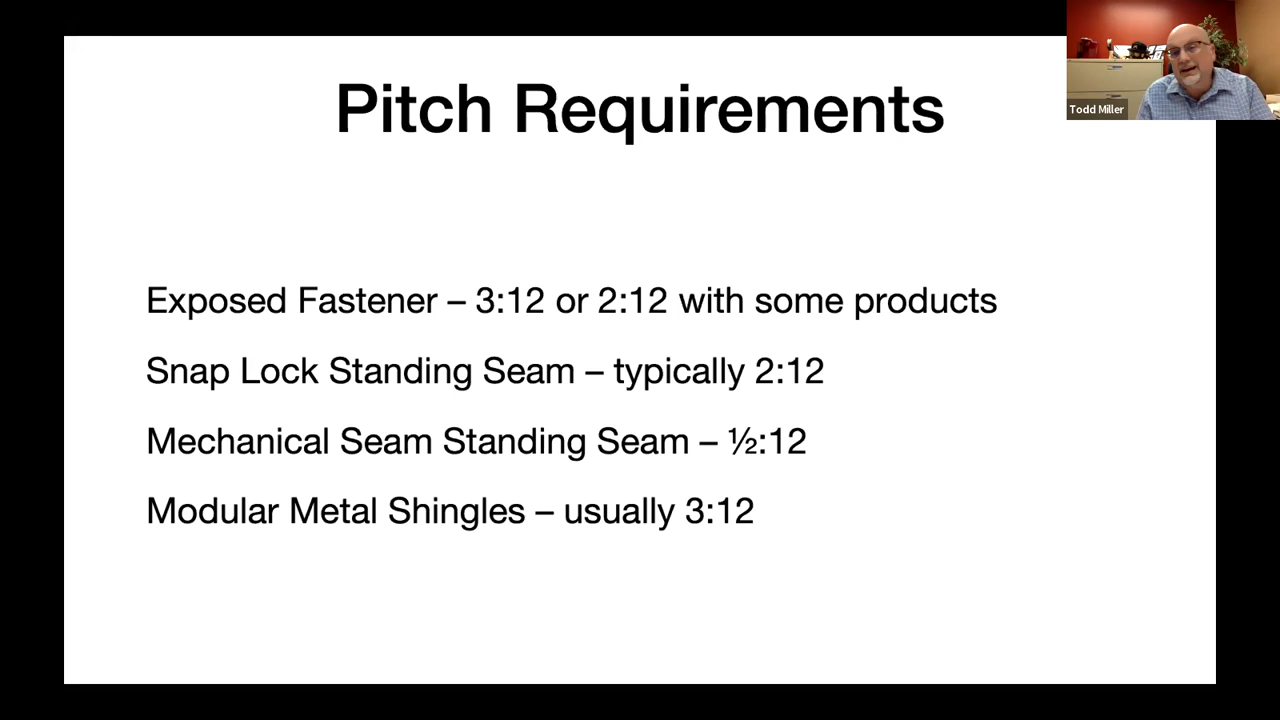 Pitch Requirements
Todd Miller
Exposed Fastener – 3:12 or 2:12 with some products
Snap Lock Standing Seam – typically 2:12
Mechanical Seam Standing Seam – ½:12
Modular Metal Shingles – usually 3:12